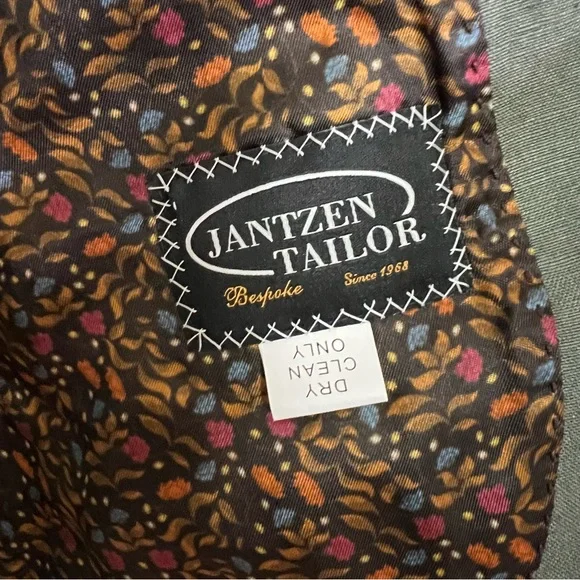 JANTZEN
TAILOR
Bespoke Since 1968
DRY
CLEAN
ONLY